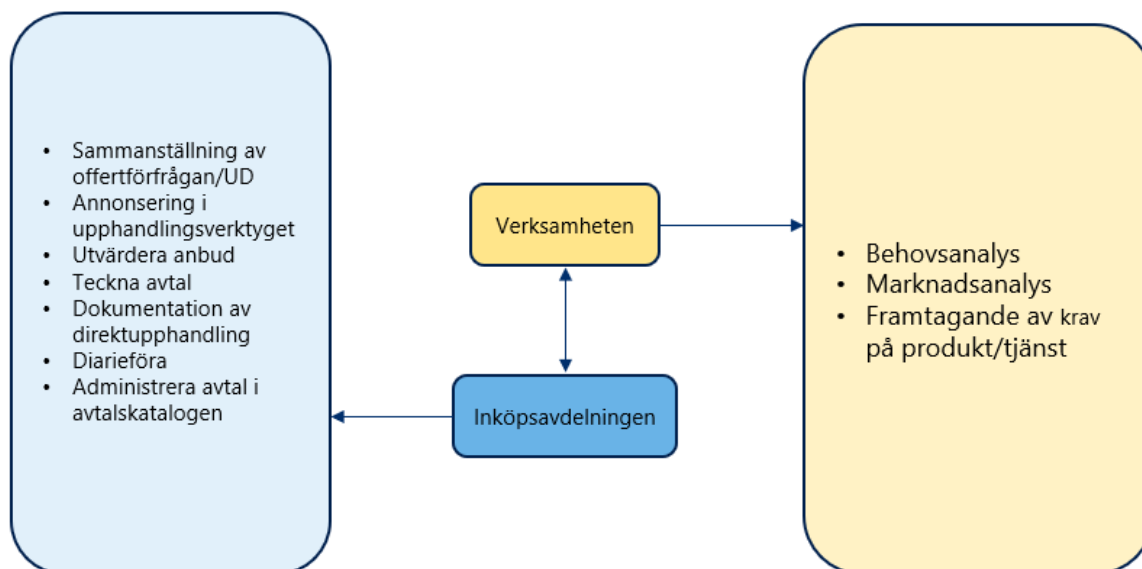 • Sammanställning av
offertförfrågan/UD
• Annonsering i
upphandlingsverktyget
• Utvärdera anbud
• Teckna avtal
• Dokumentation av
direktupphandling
• Diarieföra
• Administrera avtal i
avtalskatalogen
Verksamheten
Inköpsavdelningen
• Behovsanalys
• Marknadsanalys
• Framtagande av krav
på produkt/tjänst